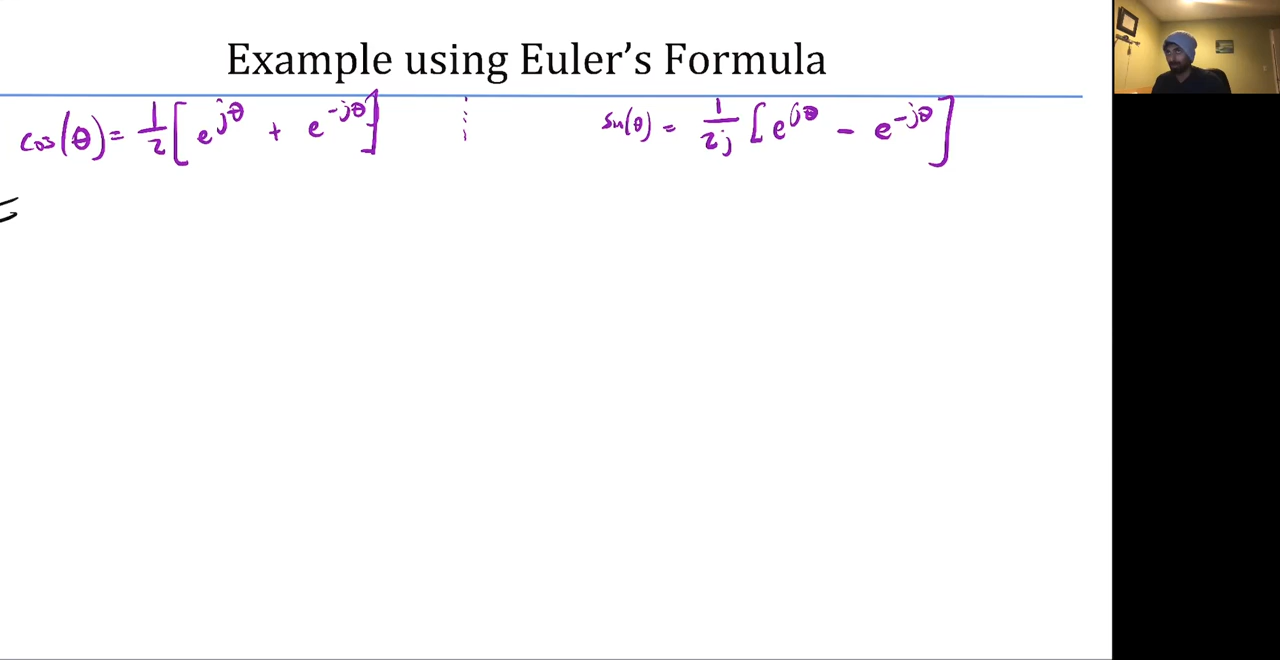 Example using Euler’s Formula
cos(θ) = 1/2 [e^{jθ} + e^{-jθ}] ⋮ sin(θ) = 1/2j [e^{jθ} - e^{-jθ}]
=